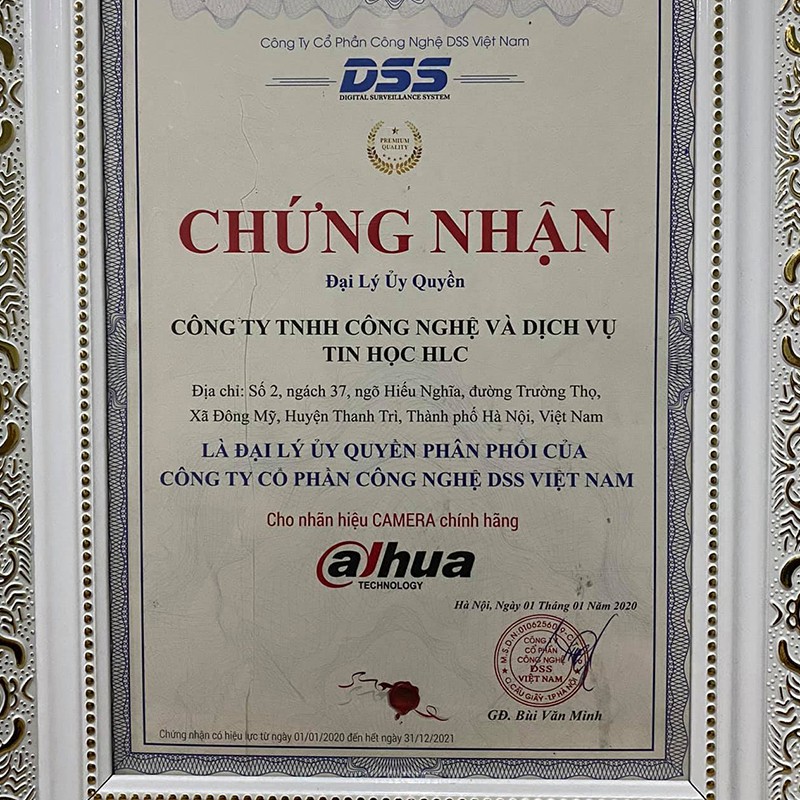 Công Ty Cổ Phần Công Nghệ DSS Việt Nam
DSS
DIGITAL SURVEILLANCE SYSTEM
PREMIUM
QUALITY
CHỨNG NHẬN
Đại Lý Ủy Quyền
CÔNG TY TNHH CÔNG NGHỆ VÀ DỊCH VỤ
TIN HỌC HLC
Địa chỉ: Số 2, ngách 37, ngõ Hiếu Nghĩa, đường Trường Thọ,
Xã Đông Mỹ, Huyện Thanh Trì, Thành phố Hà Nội, Việt Nam
LÀ ĐẠI LÝ ỦY QUYỀN PHÂN PHỐI CỦA
CÔNG TY CỔ PHẦN CÔNG NGHỆ DSS VIỆT NAM
Cho nhãn hiệu CAMERA chính hãng
alhua
TECHNOLOGY
Hà Nội, Ngày 01 Tháng 01 Năm 2020
M.S.D.N:
CÔNG TY
CỔ PHẦN
CÔNG NGHỆ
DSS
VIỆT NAM
Q.CẦU GIẤY-T.P HÀ NỘI
GĐ. Bùi Văn Minh
Chứng nhận có hiệu lực từ ngày 01/01/2020 đến hết ngày 31/12/2021